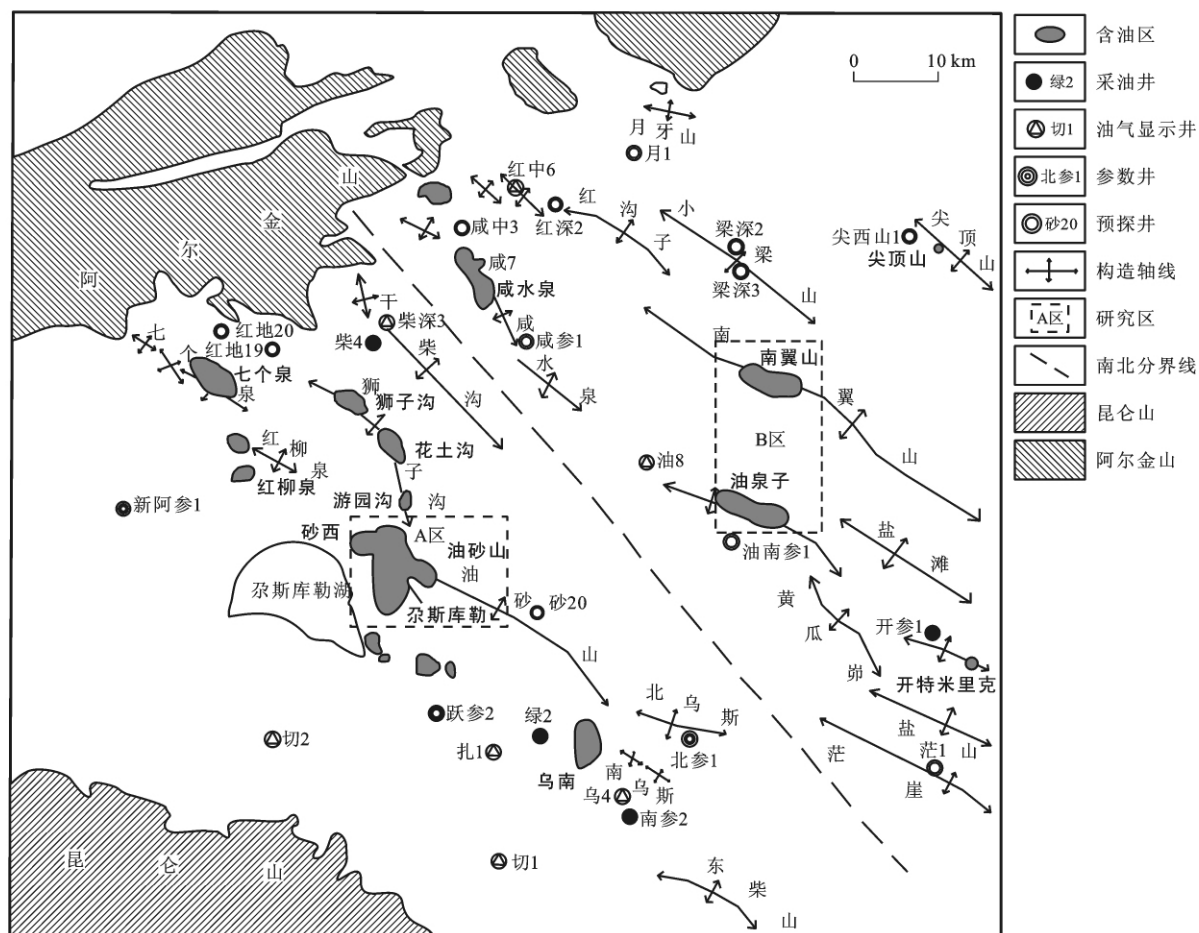 0 10 km
月牙山
月1
红中6
红深2
红沟子
小梁山
梁深2
梁深3
尖顶山
尖西山1
尖顶山
阿尔金山
咸中3
咸7
咸水泉
咸参1
咸水泉
干柴沟
柴深3
柴4
七个泉
红地20
红地19
七个泉
狮子沟
狮子沟
花土沟
游园沟
红柳泉
红柳泉
新阿参1
南翼山
南翼山
B区
油8
油泉子
油南参1
盐滩
砂西
A区
油砂山
油砂山
尕斯库勒湖
尕斯库勒
砂20
黄瓜峁
开参1
开特米里克
盐山
茫崖
茫1
跃参2
绿2
切2
扎1
乌南
北乌斯
北参1
南乌斯
乌4
南参2
切1
东柴山
昆仑山
含油区
绿2 采油井
切1 油气显示井
北参1 参数井
砂20 预探井
构造轴线
A区 研究区
南北分界线
昆仑山
阿尔金山